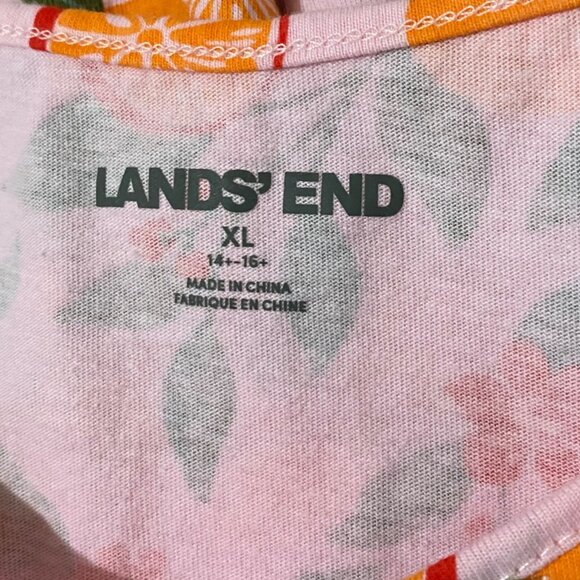 LANDS' END
XL
14+-16+
MADE IN CHINA
FABRIQUE EN CHINE